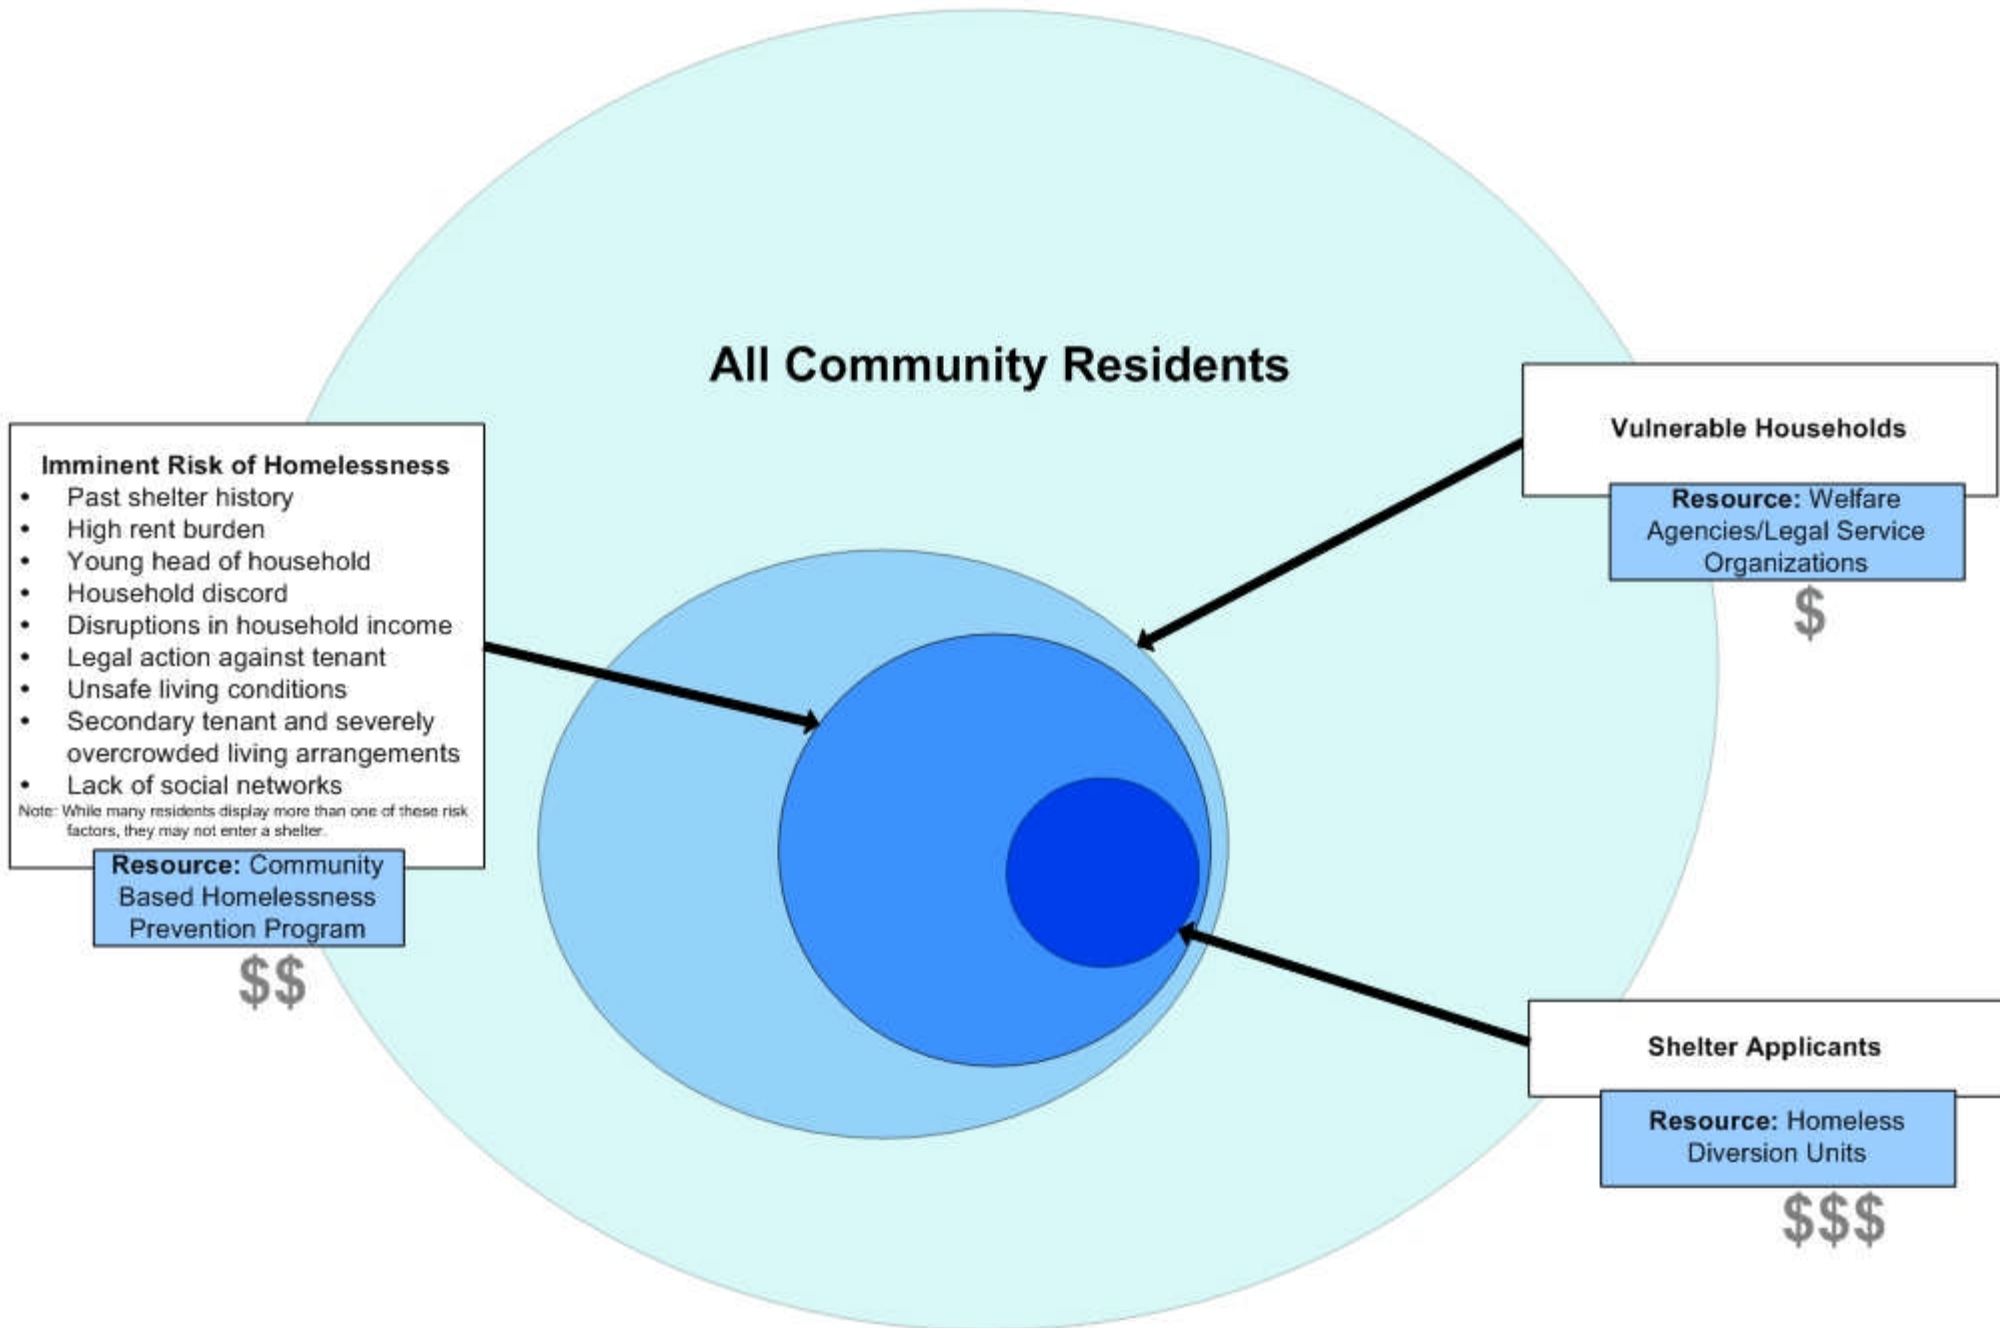 All Community Residents
Imminent Risk of Homelessness
• Past shelter history
• High rent burden
• Young head of household
• Household discord
• Disruptions in household income
• Legal action against tenant
• Unsafe living conditions
• Secondary tenant and severely
overcrowded living arrangements
• Lack of social networks
Note: While many residents display more than one of these risk
factors, they may not enter a shelter.
Resource: Community
Based Homelessness
Prevention Program
$$
Vulnerable Households
Resource: Welfare
Agencies/Legal Service
Organizations
$
Shelter Applicants
Resource: Homeless
Diversion Units
$$$